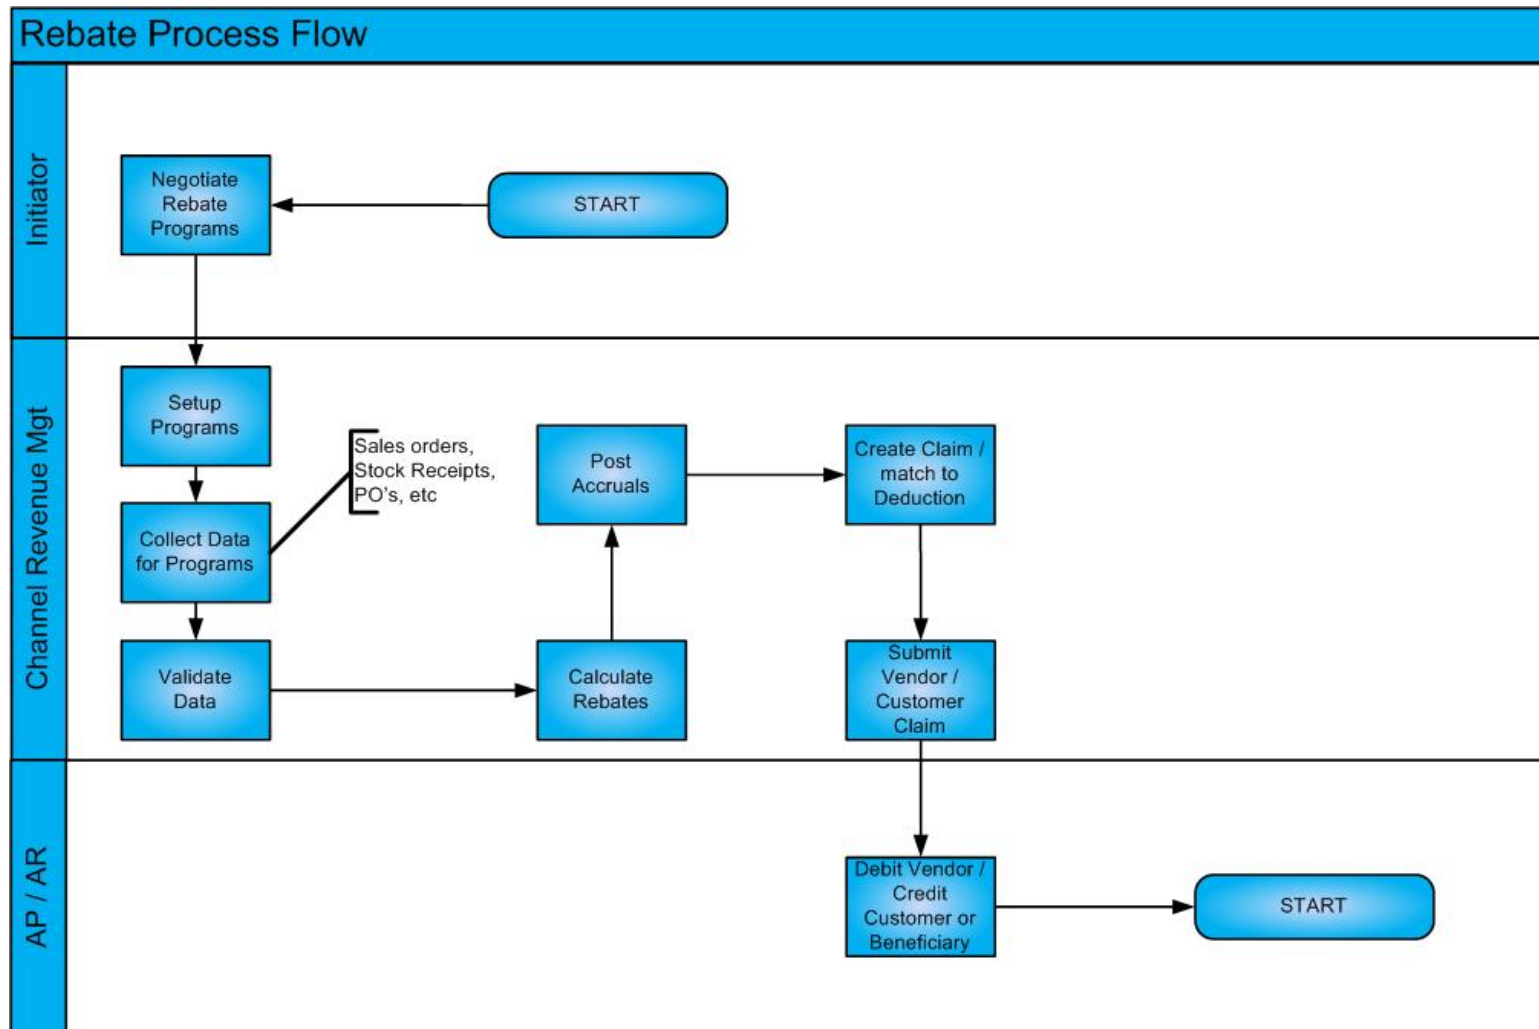 Rebate Process Flow
Initiator
Negotiate
Rebate
Programs
START
Channel Revenue Mgt
Setup
Programs
Collect Data
for Programs
Sales orders,
Stock Receipts,
PO's, etc
Validate
Data
Calculate
Rebates
Post
Accruals
Create Claim /
match to
Deduction
Submit
Vendor /
Customer
Claim
AP / AR
Debit Vendor /
Credit
Customer or
Beneficiary
START